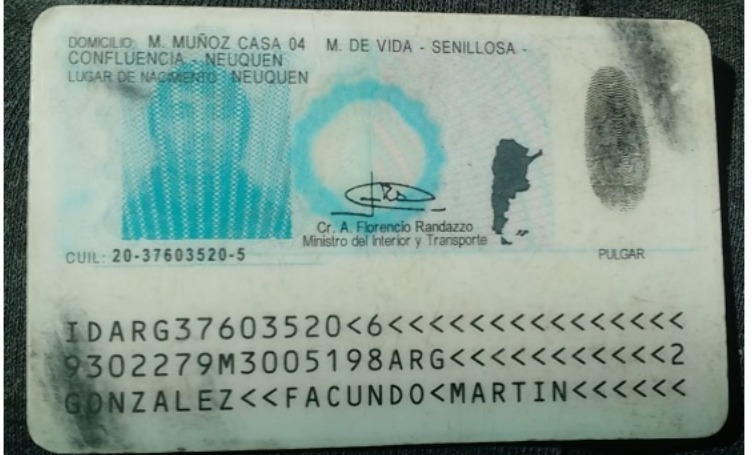 DOMICILIO: M. MUÑOZ CASA 04 M. DE VIDA - SENILLOSA -
CONFLUENCIA - NEUQUEN
LUGAR DE NACIMIENTO: NEUQUEN
Cr. A. Florencio Randazzo
Ministro del Interior y Transporte
CUIL: 20-37603520-5
PULGAR
IDARG37603520<6<<<<<<<<<<<<<<<
9302279M3005198ARG<<<<<<<<<<<2
GONZALEZ<<FACUNDO<MARTIN<<<<<<